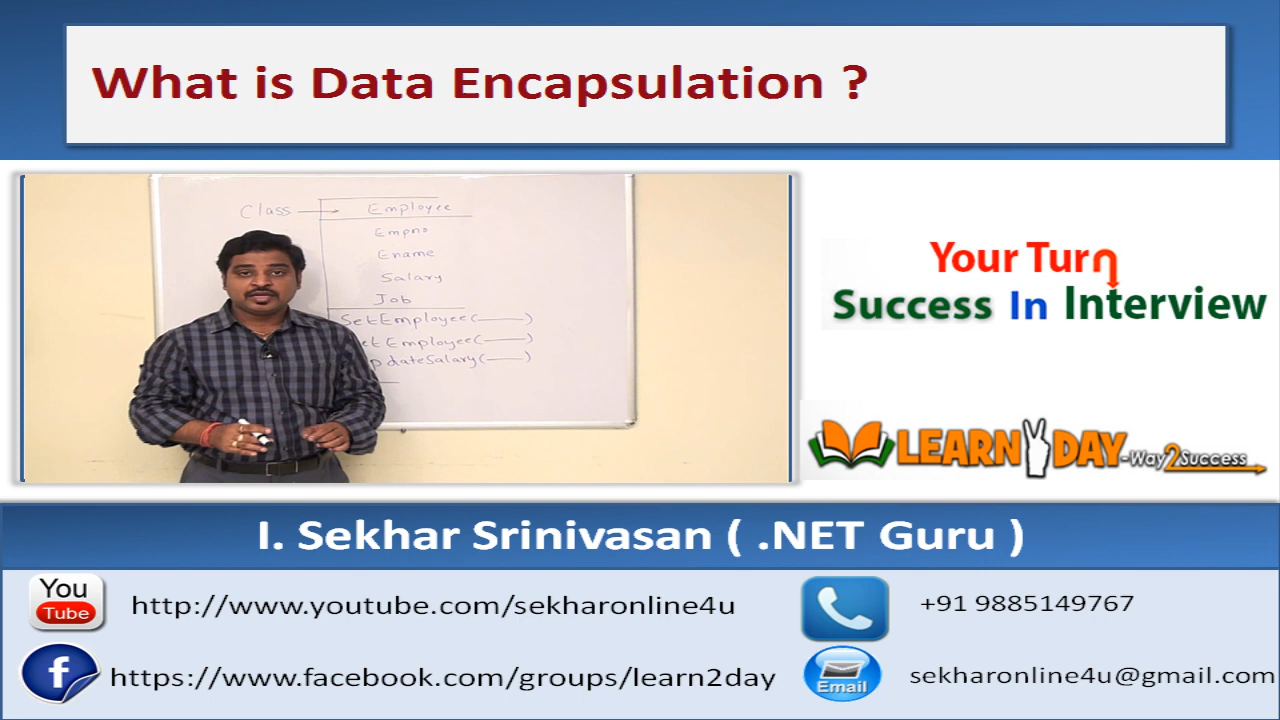 What is Data Encapsulation ?
Class
Employee
Empno
Ename
Salary
Job
SetEmployee( )
etEmployee( )
pdateSalary( )
Your Turn
Success In Interview
LEARN DAY -Way2Success
I. Sekhar Srinivasan ( .NET Guru )
You
Tube
http://www.youtube.com/sekharonline4u
+91 9885149767
f
https://www.facebook.com/groups/learn2day
Email
sekharonline4u@gmail.com